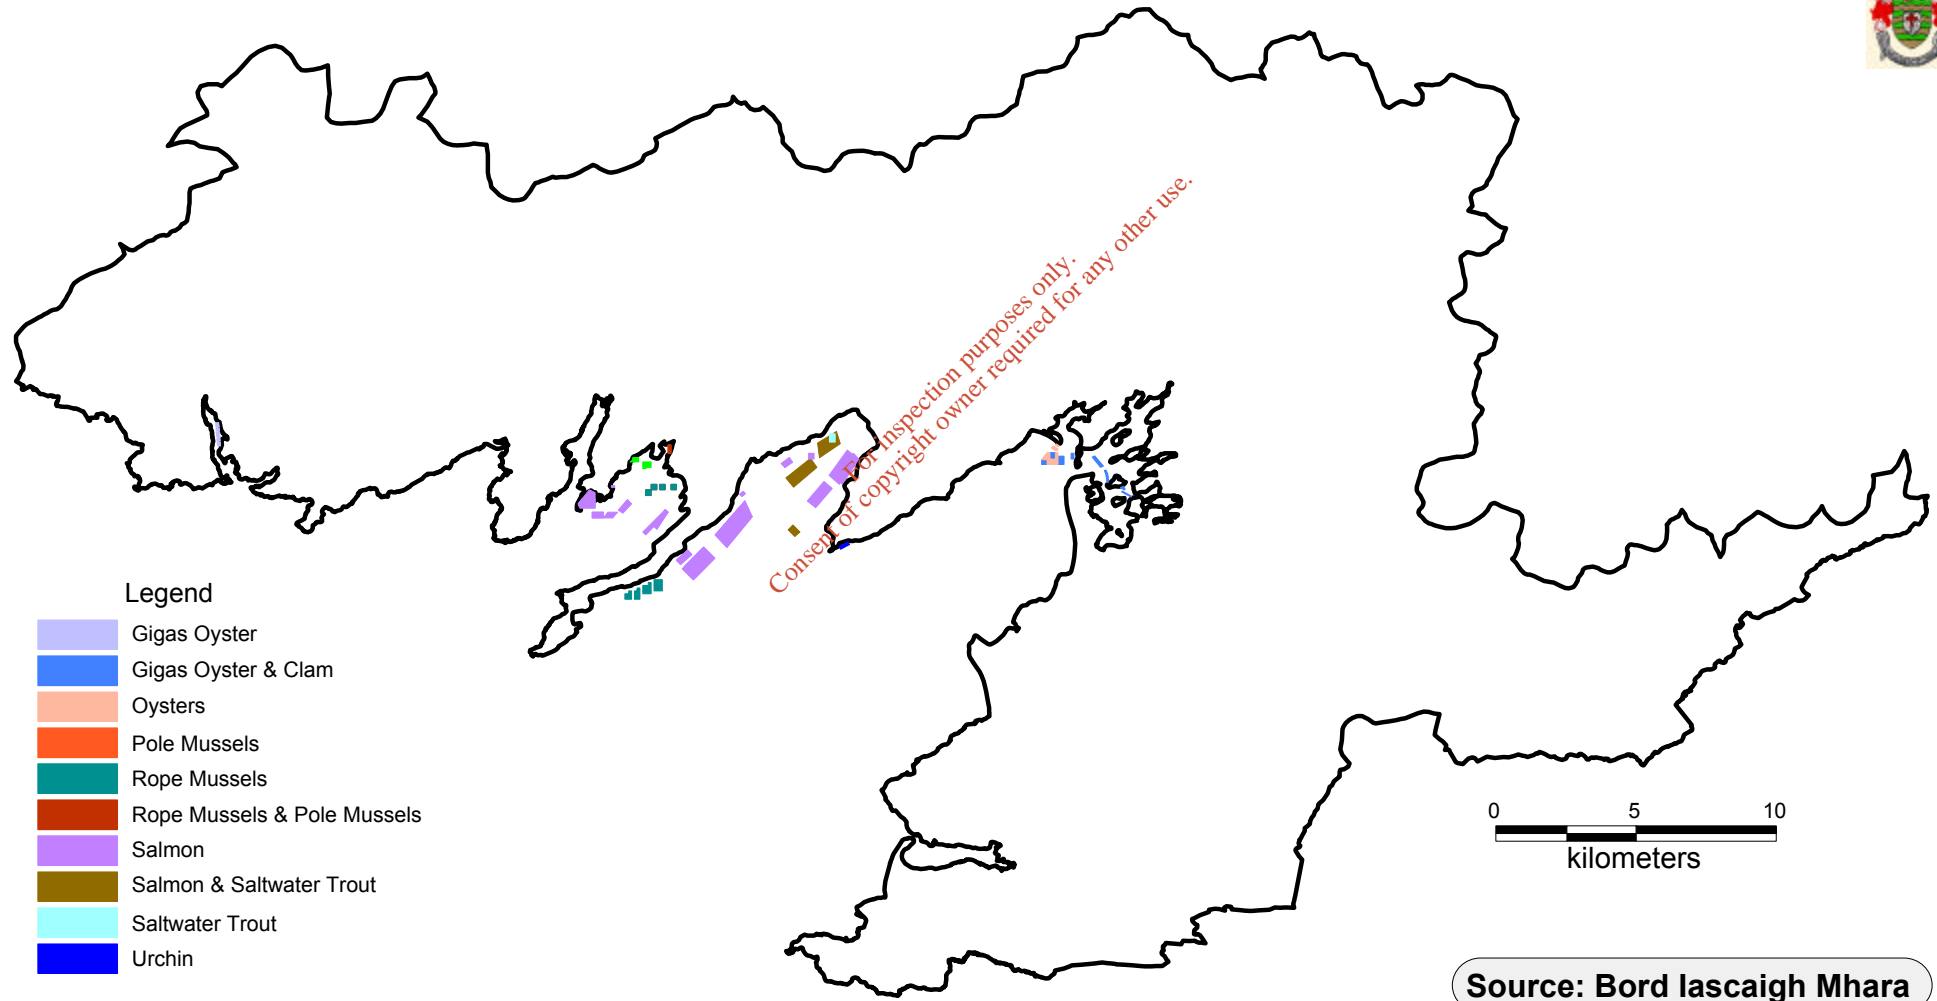 For inspection purposes only.
Consent of copyright owner required for any other use.
Legend
Gigas Oyster
Gigas Oyster & Clam
Oysters
Pole Mussels
Rope Mussels
Rope Mussels & Pole Mussels
Salmon
Salmon & Saltwater Trout
Saltwater Trout
Urchin
0 5 10
kilometers
Source: Bord Iascaigh Mhara